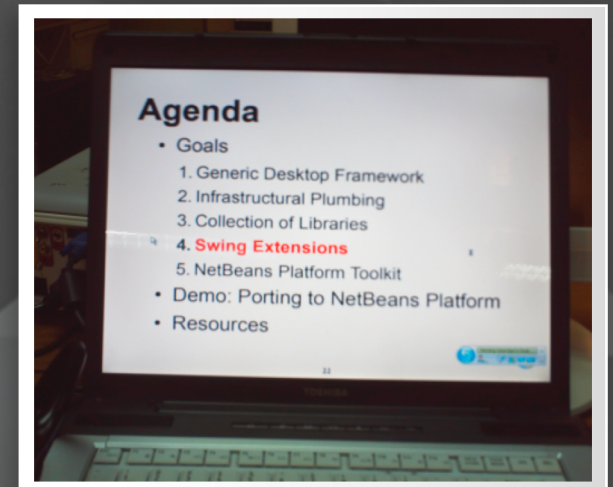 Agenda
• Goals
1. Generic Desktop Framework
2. Infrastructural Plumbing
3. Collection of Libraries
4. Swing Extensions
5. NetBeans Platform Toolkit
• Demo: Porting to NetBeans Platform
• Resources
TOSHIBA